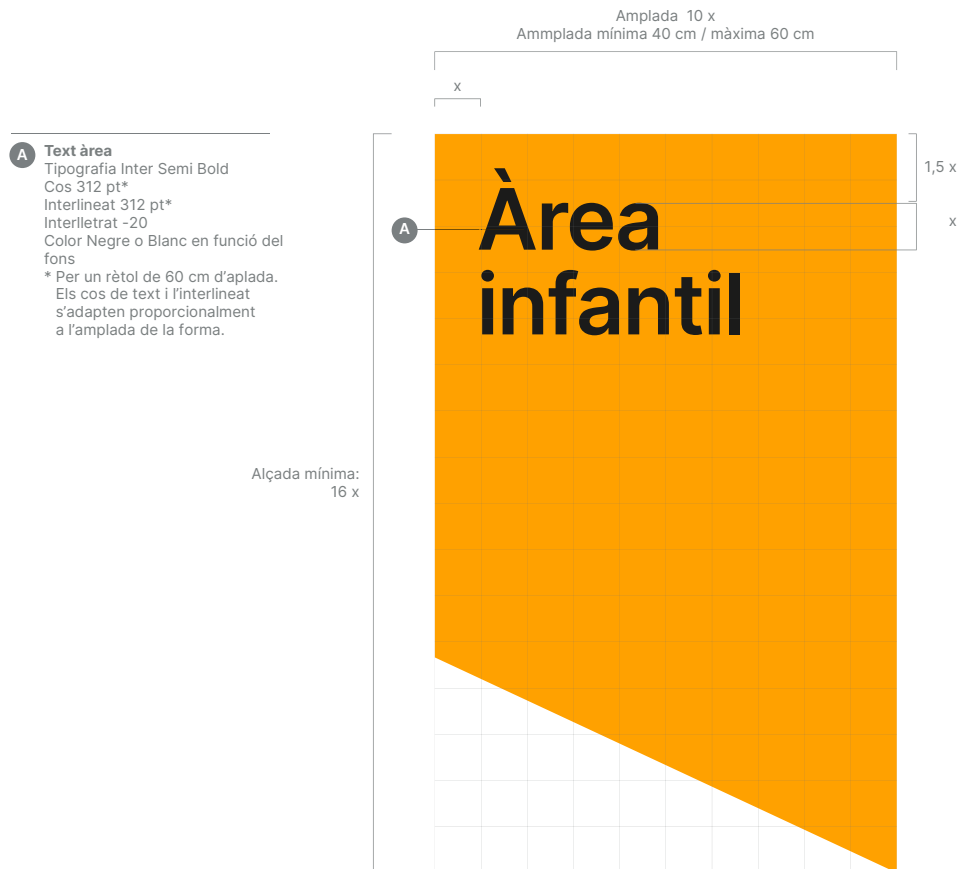 Amplada  10 x
Ammplada mínima 40 cm / màxima 60 cm
x
A
Text àrea
Tipografia Inter Semi Bold
Cos 312 pt*
Interlineat 312 pt*
Interlletrat -20
Color Negre o Blanc en funció del
fons
* Per un rètol de 60 cm d’aplada.
Els cos de text i l’interlineat
s’adapten proporcionalment
a l’amplada de la forma.
A
Àrea
infantil
1,5 x
x
Alçada mínima:
16 x